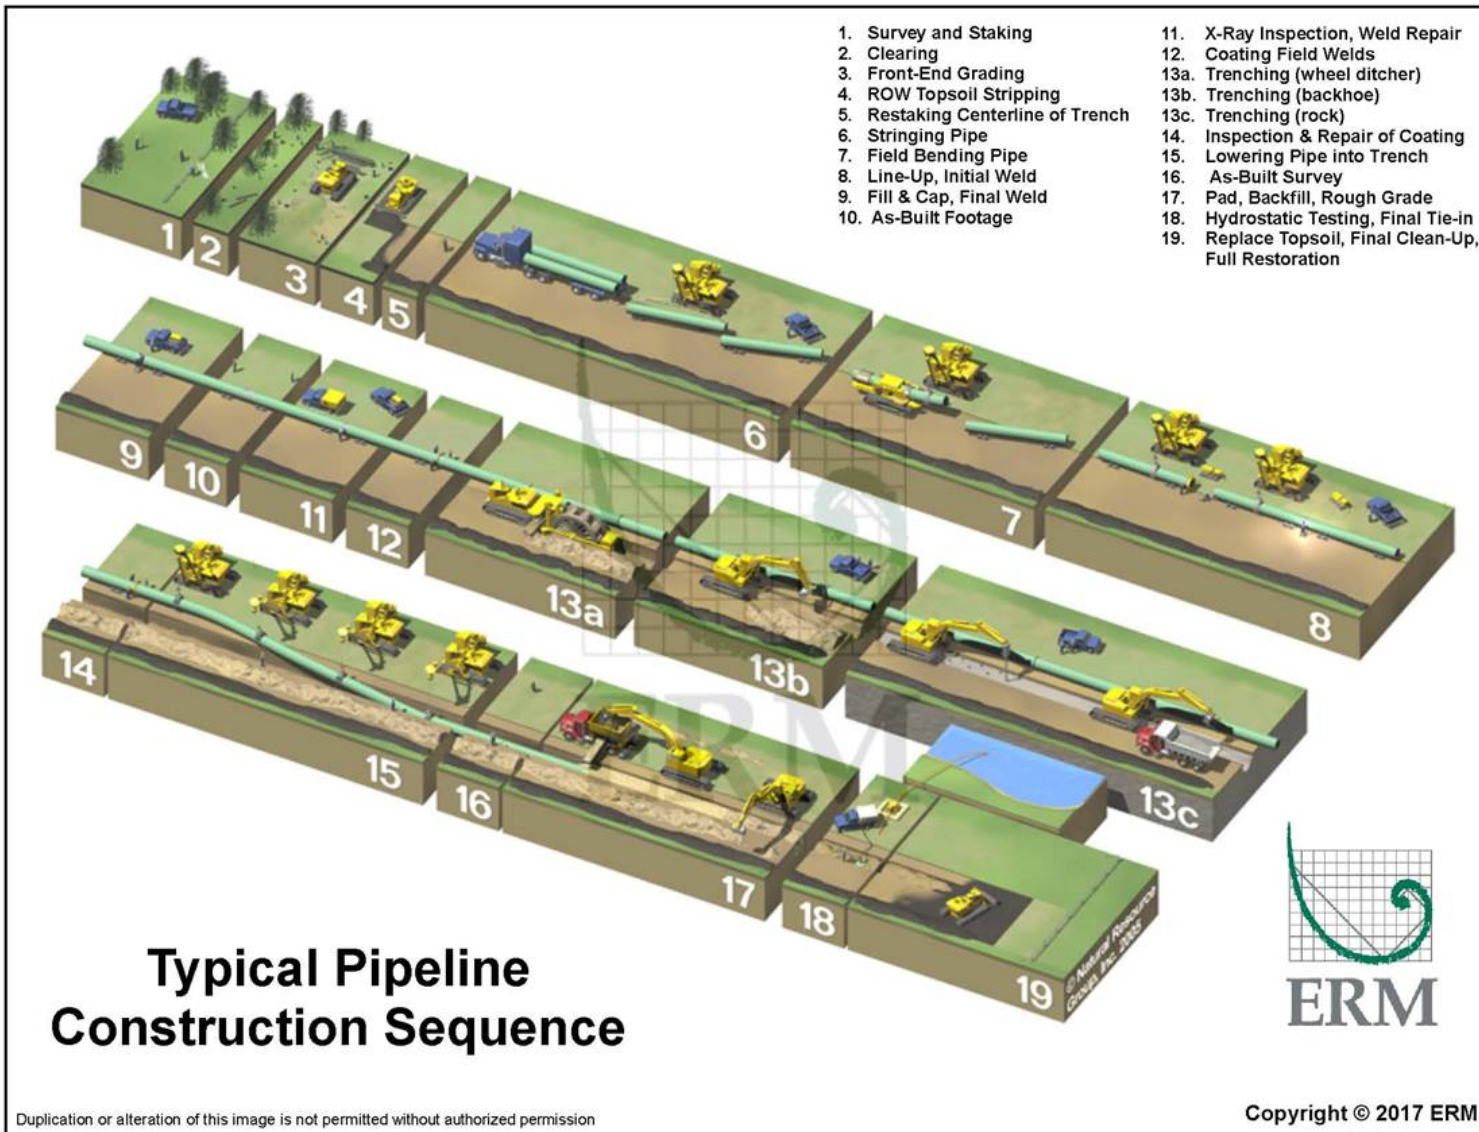 1. Survey and Staking
2. Clearing
3. Front-End Grading
4. ROW Topsoil Stripping
5. Restaking Centerline of Trench
6. Stringing Pipe
7. Field Bending Pipe
8. Line-Up, Initial Weld
9. Fill & Cap, Final Weld
10. As-Built Footage
11. X-Ray Inspection, Weld Repair
12. Coating Field Welds
13a. Trenching (wheel ditcher)
13b. Trenching (backhoe)
13c. Trenching (rock)
14. Inspection & Repair of Coating
15. Lowering Pipe into Trench
16. As-Built Survey
17. Pad, Backfill, Rough Grade
18. Hydrostatic Testing, Final Tie-in
19. Replace Topsoil, Final Clean-Up,
Full Restoration
1
2
3
4
5
6
7
8
9
10
11
12
13a
13b
13c
14
15
16
17
18
19
ERM
© Natural Resource
Group, Inc. 2005
ERM
Typical Pipeline
Construction Sequence
Duplication or alteration of this image is not permitted without authorized permission
Copyright © 2017 ERM